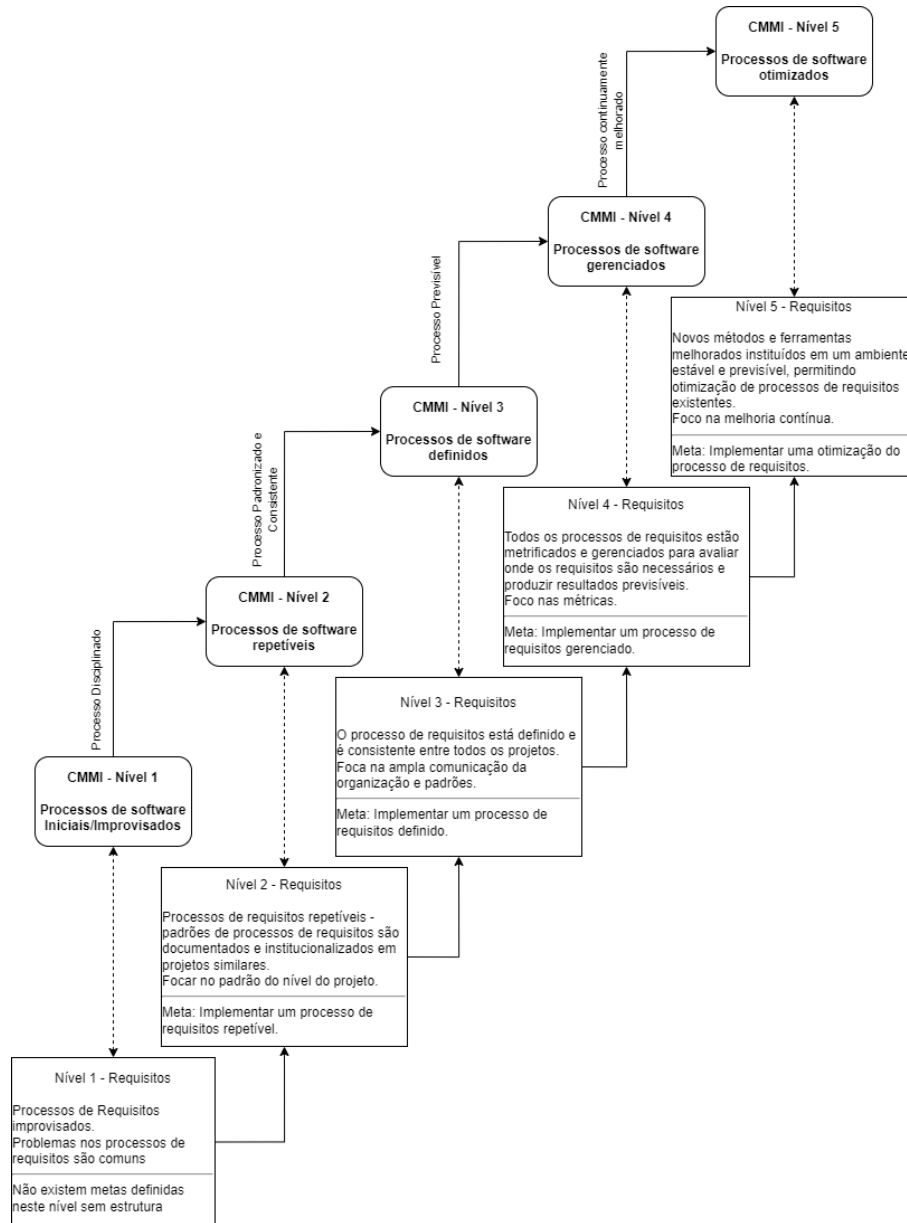 CMMI - Nível 5
Processos de software
otimizados
Processo continuamente
melhorado
CMMI - Nível 4
Processos de software
gerenciados
Nível 5 - Requisitos
Novos métodos e ferramentas
melhorados instituídos em um ambiente
estável e previsível, permitindo
otimização de processos de requisitos
existentes.
Foco na melhoria contínua.
Meta: Implementar uma otimização do
processo de requisitos.
Processo Previsível
CMMI - Nível 3
Processos de software
definidos
Nível 4 - Requisitos
Todos os processos de requisitos estão
metrificados e gerenciados para avaliar
onde os requisitos são necessários e
produzir resultados previsíveis.
Foco nas métricas.
Meta: Implementar um processo de
requisitos gerenciado.
Processo Padronizado e
Consistente
CMMI - Nível 2
Processos de software
repetíveis
Nível 3 - Requisitos
O processo de requisitos está definido e
é consistente entre todos os projetos.
Foca na ampla comunicação da
organização e padrões.
Meta: Implementar um processo de
requisitos definido.
Processo Disciplinado
CMMI - Nível 1
Processos de software
Iniciais/Improvisados
Nível 2 - Requisitos
Processos de requisitos repetíveis -
padrões de processos de requisitos são
documentados e institucionalizados em
projetos similares.
Focar no padrão do nível do projeto.
Meta: Implementar um processo de
requisitos repetível.
Nível 1 - Requisitos
Processos de Requisitos
improvisados.
Problemas nos processos de
requisitos são comuns
Não existem metas definidas
neste nível sem estrutura